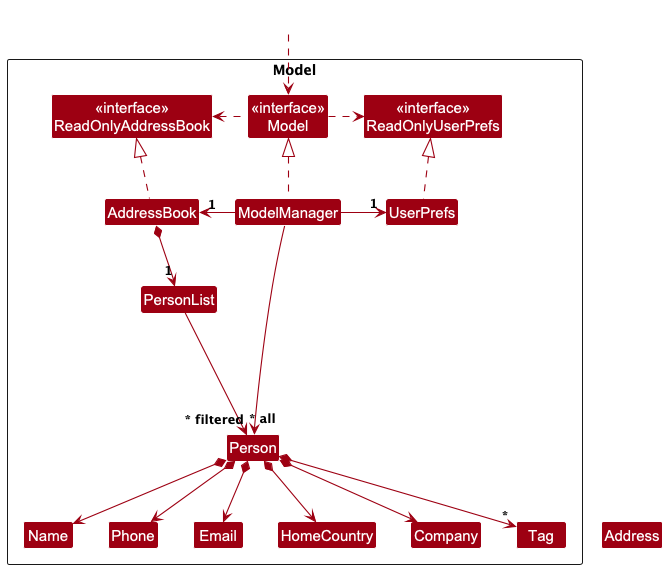 Model
«interface»
ReadOnlyAddressBook
«interface»
Model
«interface»
ReadOnlyUserPrefs
AddressBook
1
ModelManager
1
UserPrefs
1
PersonList
* filtered
* all
Person
*
Name
Phone
Email
HomeCountry
Company
Tag
Address